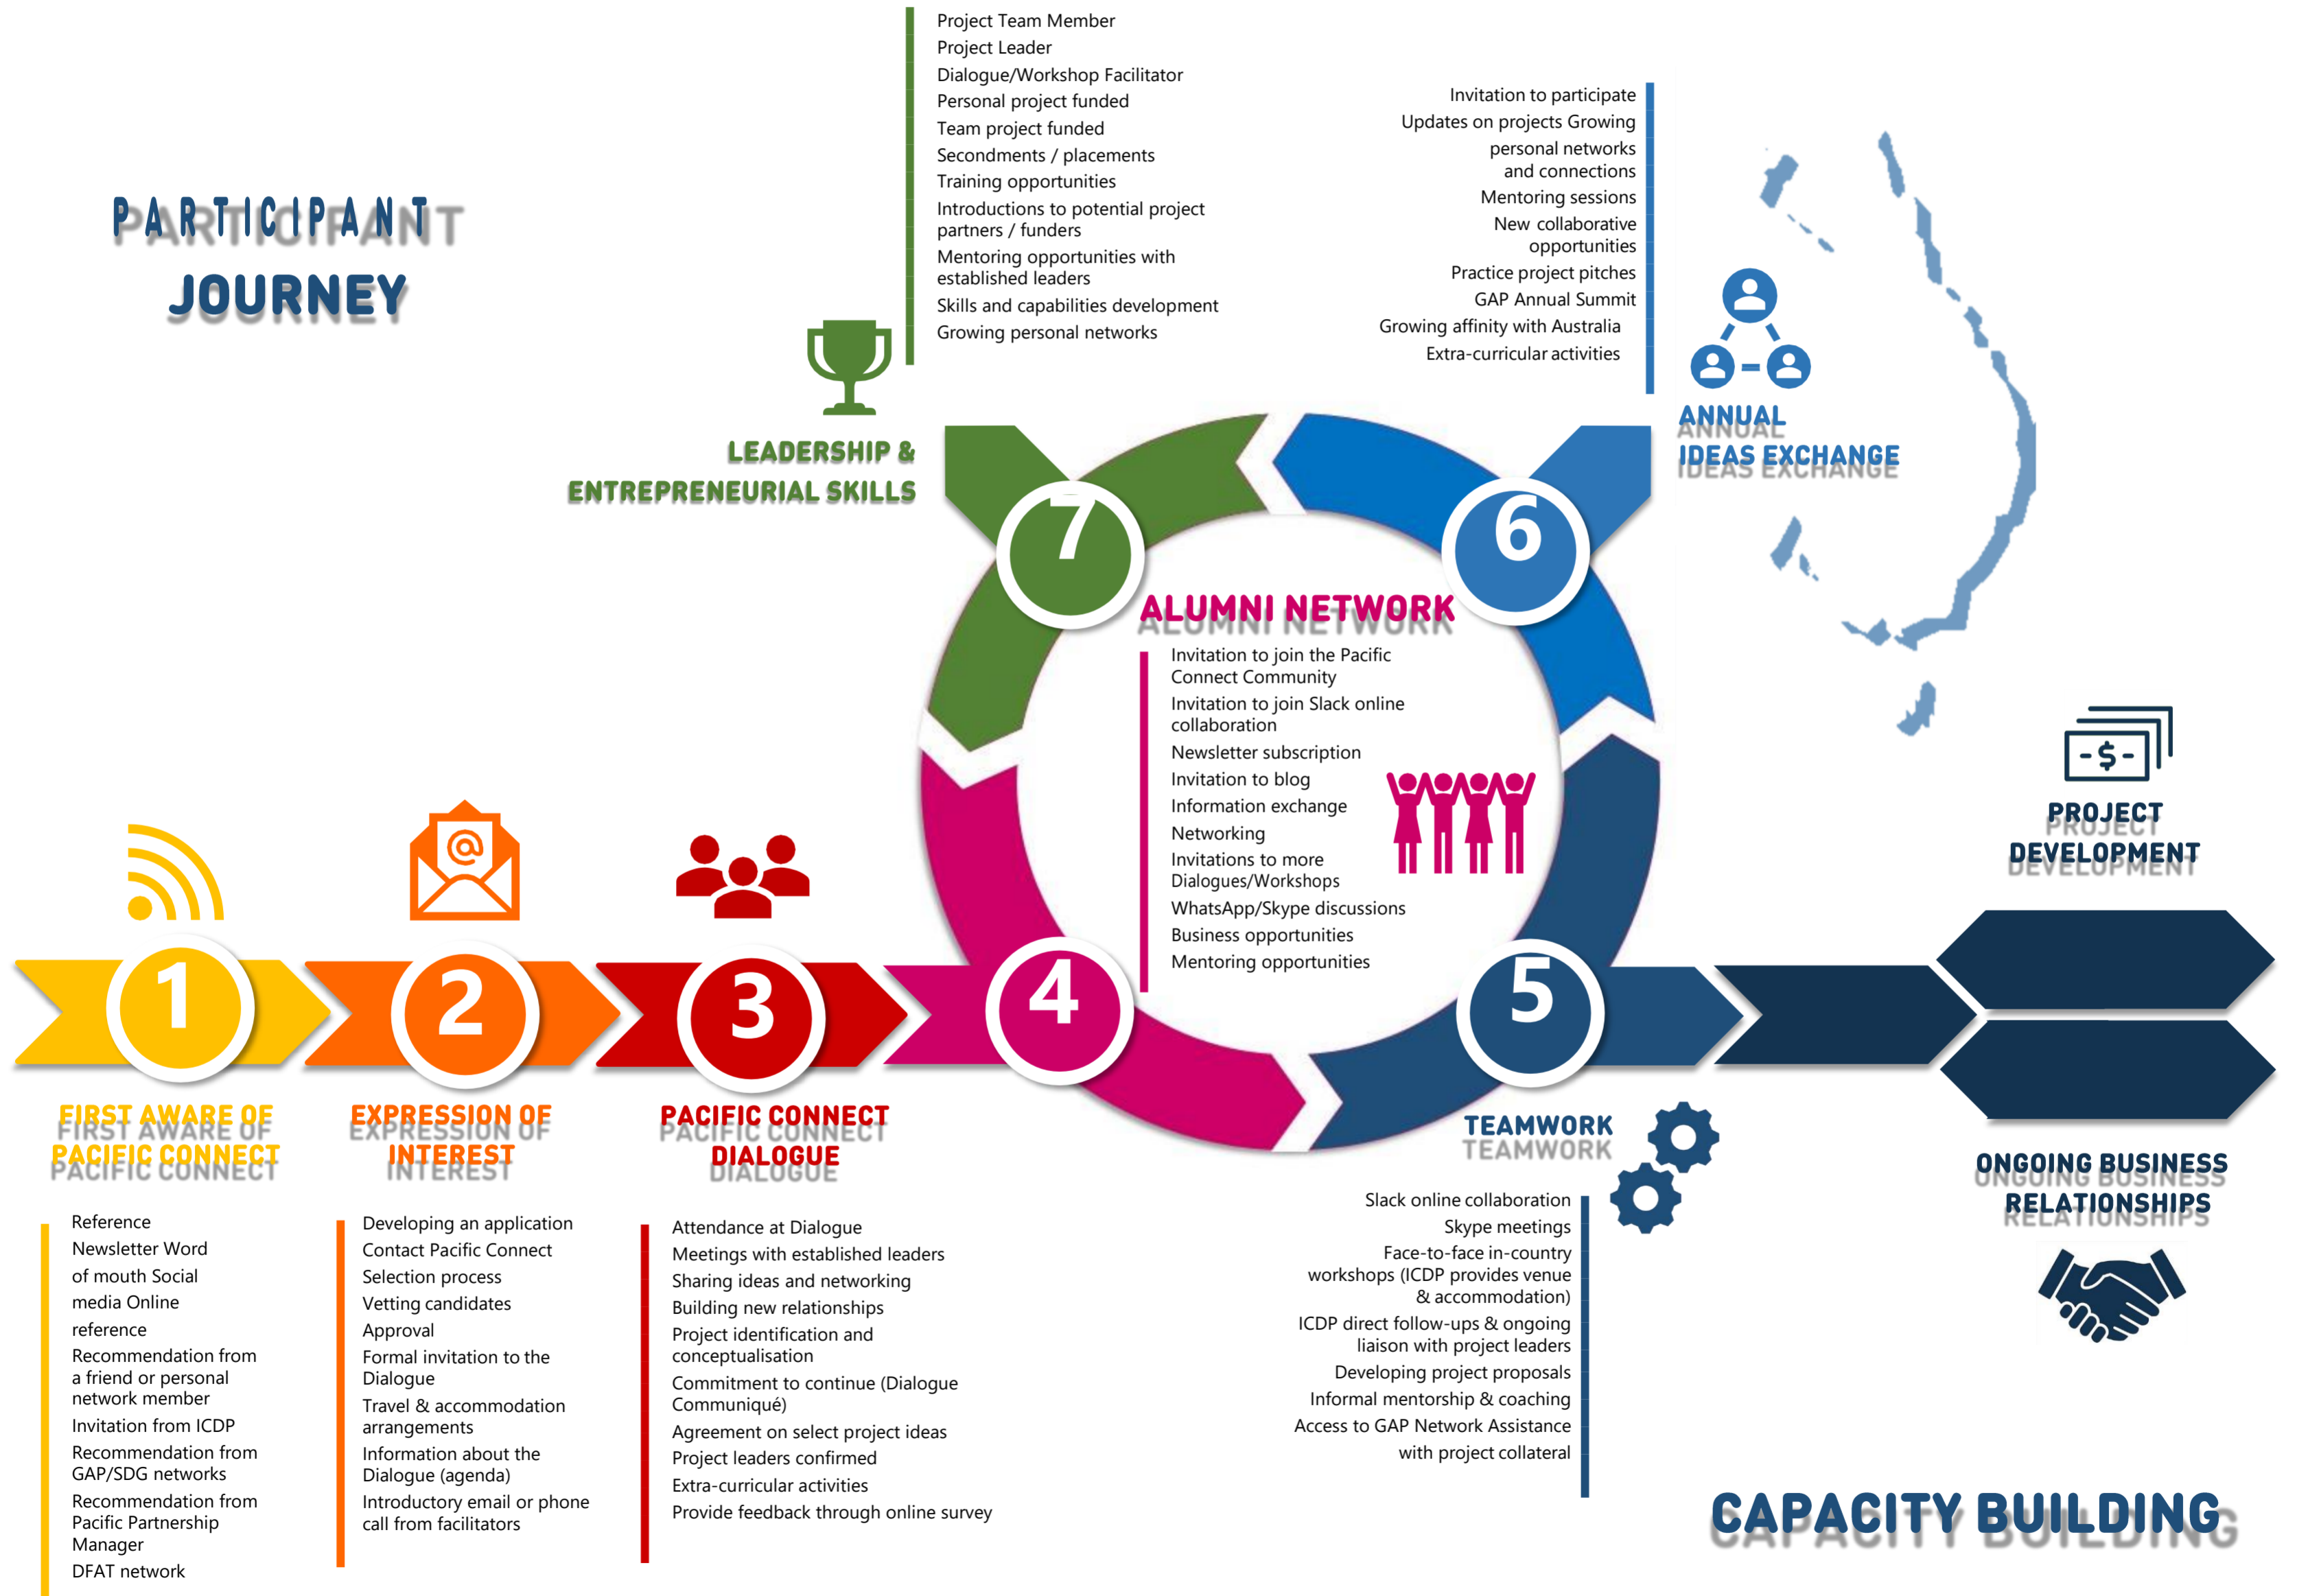 PARTICIPANT
JOURNEY
Project Team Member
Project Leader
Dialogue/Workshop Facilitator
Personal project funded
Team project funded
Secondments / placements
Training opportunities
Introductions to potential project
partners / funders
Mentoring opportunities with
established leaders
Skills and capabilities development
Growing personal networks
LEADERSHIP &
ENTREPRENEURIAL SKILLS
7
Invitation to participate
Updates on projects Growing
personal networks
and connections
Mentoring sessions
New collaborative
opportunities
Practice project pitches
GAP Annual Summit
Growing affinity with Australia
Extra-curricular activities
ANNUAL
IDEAS EXCHANGE
6
ALUMNI NETWORK
Invitation to join the Pacific
Connect Community
Invitation to join Slack online
collaboration
Newsletter subscription
Invitation to blog
Information exchange
Networking
Invitations to more
Dialogues/Workshops
WhatsApp/Skype discussions
Business opportunities
Mentoring opportunities
1
FIRST AWARE OF
PACIFIC CONNECT
Reference
Newsletter Word
of mouth Social
media Online
reference
Recommendation from
a friend or personal
network member
Invitation from ICDP
Recommendation from
GAP/SDG networks
Recommendation from
Pacific Partnership
Manager
DFAT network
@
2
EXPRESSION OF
INTEREST
Developing an application
Contact Pacific Connect
Selection process
Vetting candidates
Approval
Formal invitation to the
Dialogue
Travel & accommodation
arrangements
Information about the
Dialogue (agenda)
Introductory email or phone
call from facilitators
3
PACIFIC CONNECT
DIALOGUE
Attendance at Dialogue
Meetings with established leaders
Sharing ideas and networking
Building new relationships
Project identification and
conceptualisation
Commitment to continue (Dialogue
Communiqué)
Agreement on select project ideas
Project leaders confirmed
Extra-curricular activities
Provide feedback through online survey
4
5
TEAMWORK
Slack online collaboration
Skype meetings
Face-to-face in-country
workshops (ICDP provides venue
& accommodation)
ICDP direct follow-ups & ongoing
liaison with project leaders
Developing project proposals
Informal mentorship & coaching
Access to GAP Network Assistance
with project collateral
-$-
PROJECT
DEVELOPMENT
ONGOING BUSINESS
RELATIONSHIPS
CAPACITY BUILDING